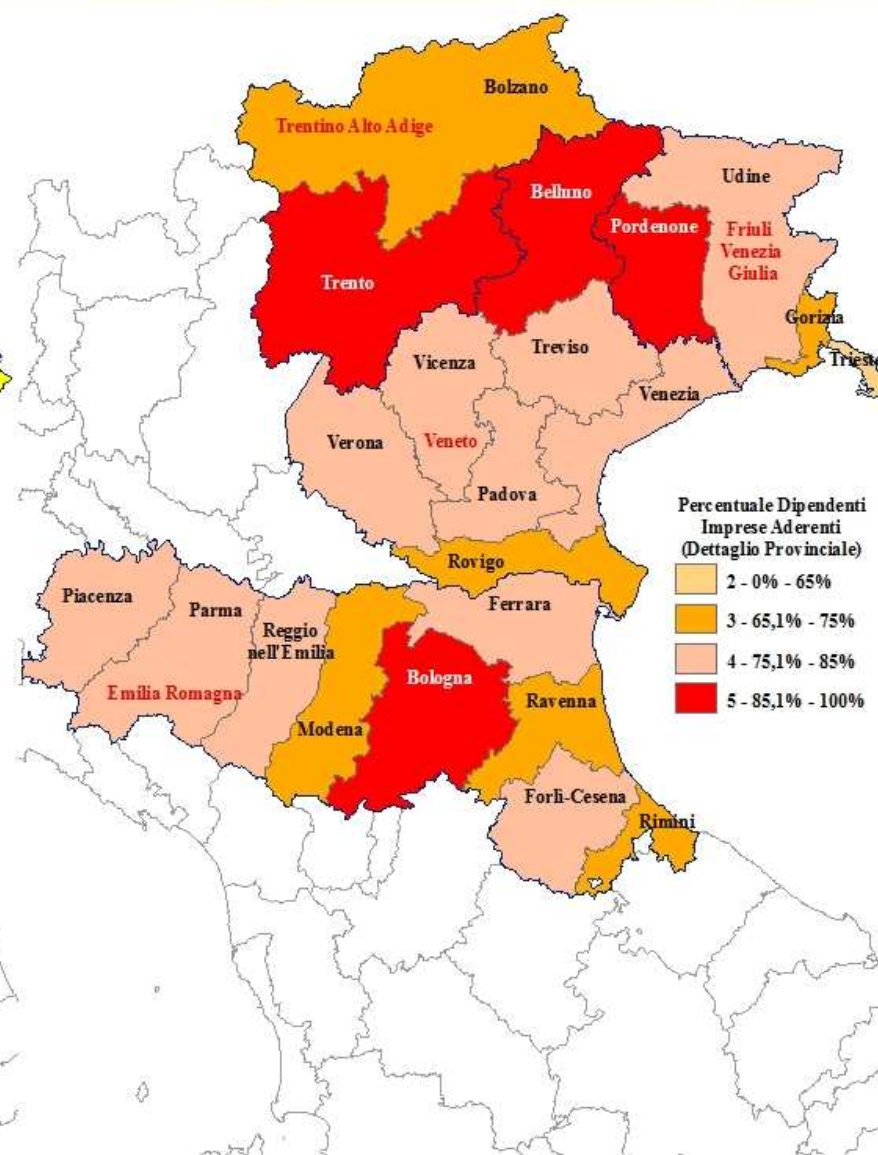 Bolzano
Trentino Alto Adige
Udine
Belluno
Pordenone
Friuli
Venezia
Giulia
Trento
Gorizia
Treviso
Trieste
Vicenza
Venezia
Verona
Veneto
Padova
Percentuale Dipendenti
Imprese Aderenti
(Dettaglio Provinciale)
2 - 0% - 65%
3 - 65,1% - 75%
4 - 75,1% - 85%
5 - 85,1% - 100%
Rovigo
Piacenza
Parma
Ferrara
Reggio
nell'Emilia
Bologna
Emilia Romagna
Ravenna
Modena
Forlì-Cesena
Rimini